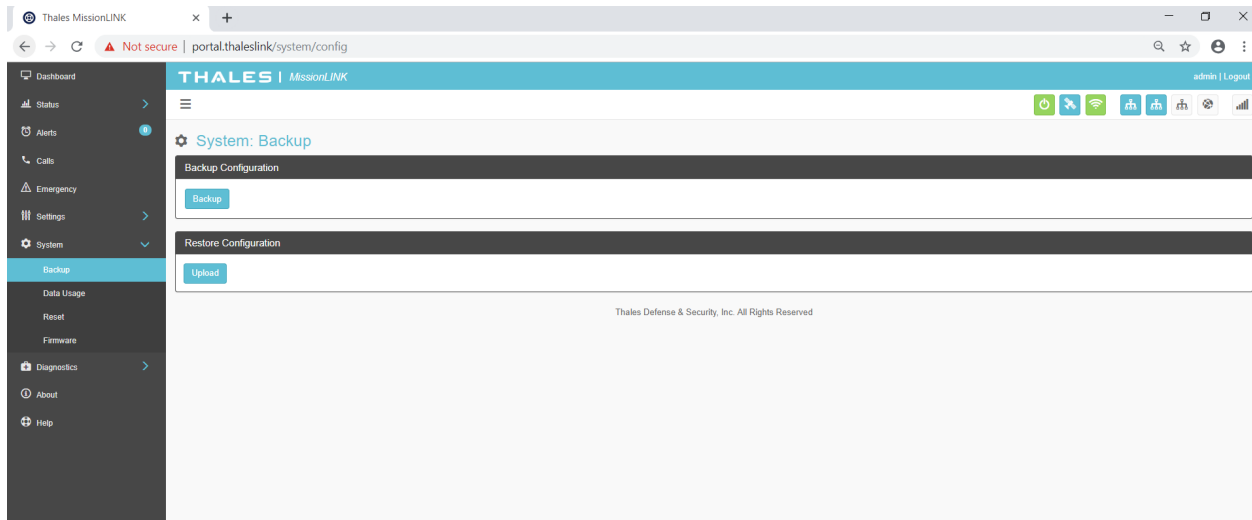 Thales MissionLINK
Not secure | portal.thaleslink/system/config
Dashboard
THALES | MissionLINK
admin | Logout
Status
Alerts
0
Calls
Emergency
Settings
System
Backup
Data Usage
Reset
Firmware
Diagnostics
About
Help
System: Backup
Backup Configuration
Backup
Restore Configuration
Upload
Thales Defense & Security, Inc. All Rights Reserved